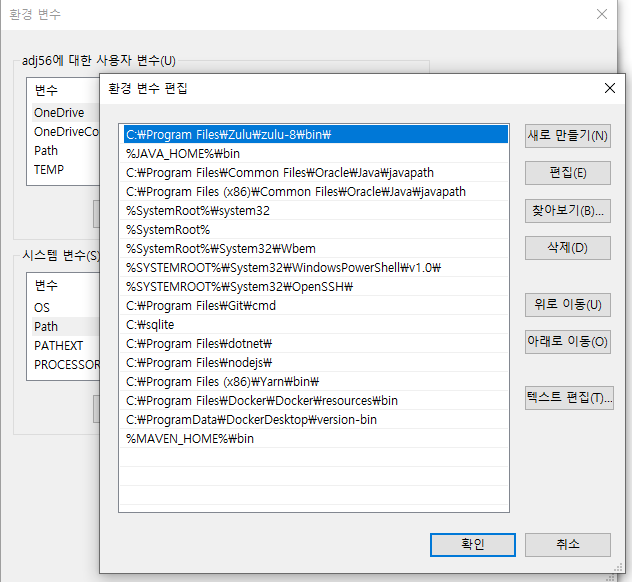 환경 변수
adj56에 대한 사용자 변수(U)
변수
OneDrive
OneDriveCo
Path
TEMP
시스템 변수(S)
변수
OS
Path
PATHEXT
PROCESSOR
환경 변수 편집
C:₩Program Files₩Zulu₩zulu-8₩bin₩
%JAVA_HOME%₩bin
C:₩Program Files₩Common Files₩Oracle₩Java₩javapath
C:₩Program Files (x86)₩Common Files₩Oracle₩Java₩javapath
%SystemRoot%₩system32
%SystemRoot%
%SystemRoot%₩System32₩Wbem
%SYSTEMROOT%₩System32₩WindowsPowerShell₩v1.0₩
%SYSTEMROOT%₩System32₩OpenSSH₩
C:₩Program Files₩Git₩cmd
C:₩sqlite
C:₩Program Files₩dotnet₩
C:₩Program Files₩nodejs₩
C:₩Program Files (x86)₩Yarn₩bin₩
C:₩Program Files₩Docker₩Docker₩resources₩bin
C:₩ProgramData₩DockerDesktop₩version-bin
%MAVEN_HOME%₩bin
새로 만들기(N)
편집(E)
찾아보기(B)...
삭제(D)
위로 이동(U)
아래로 이동(O)
텍스트 편집(T)...
확인
취소